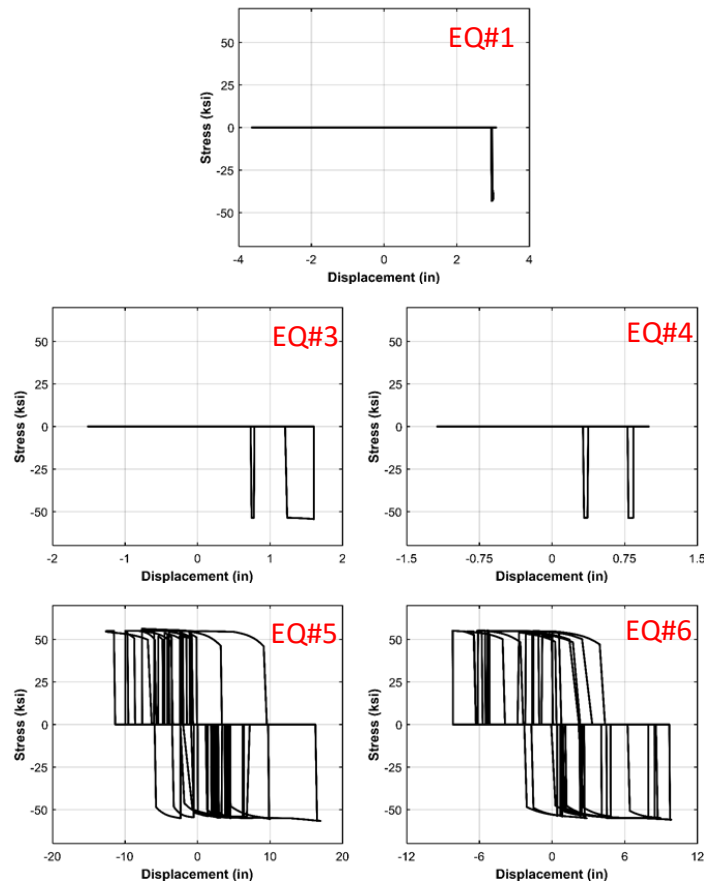 EQ#1
50
25
0
-25
-50
Stress (ksi)
-4 -2 0 2 4
Displacement (in)
EQ#3
50
25
0
-25
-50
Stress (ksi)
-2 -1 0 1 2
Displacement (in)
EQ#4
50
25
0
-25
-50
Stress (ksi)
-1.5 -0.75 0 0.75 1.5
Displacement (in)
EQ#5
50
25
0
-25
-50
Stress (ksi)
-20 -10 0 10 20
Displacement (in)
EQ#6
50
25
0
-25
-50
Stress (ksi)
-12 -6 0 6 12
Displacement (in)